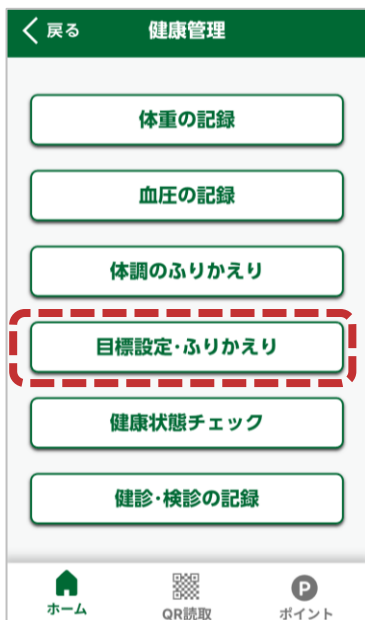 戻る 健康管理
体重の記録
血圧の記録
体調のふりかえり
目標設定・ふりかえり
健康状態チェック
健診・検診の記録
P
ホーム QR読取 ポイント